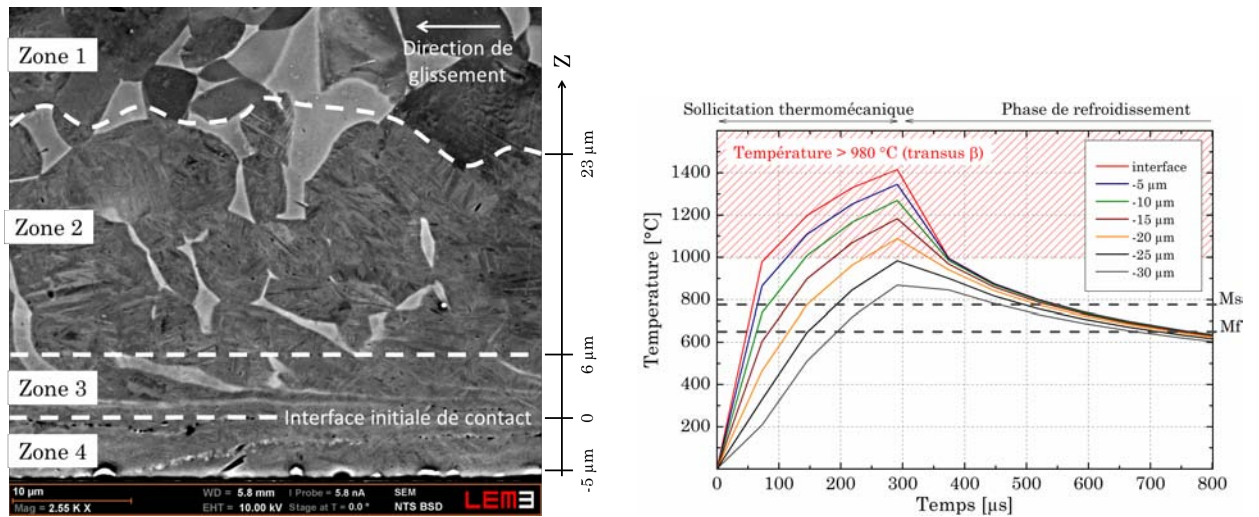 Zone 1
Direction de
glissement
Z
23 µm
Zone 2
6 µm
Zone 3
Interface initiale de contact
0
Zone 4
-5 µm
10 µm
Mag = 2.55 K X
WD = 5.8 mm
EHT = 10.00 kV
I Probe = 5.8 nA
Stage at T = 0.0 °
SEM
NTS BSD
LEM3
Sollicitation thermomécanique
Phase de refroidissement
Température > 980 °C (transus β)
interface
-5 µm
-10 µm
-15 µm
-20 µm
-25 µm
-30 µm
Ms
Mf
Température [°C]
1400
1200
1000
800
600
400
200
0 100 200 300 400 500 600 700 800
Temps [µs]